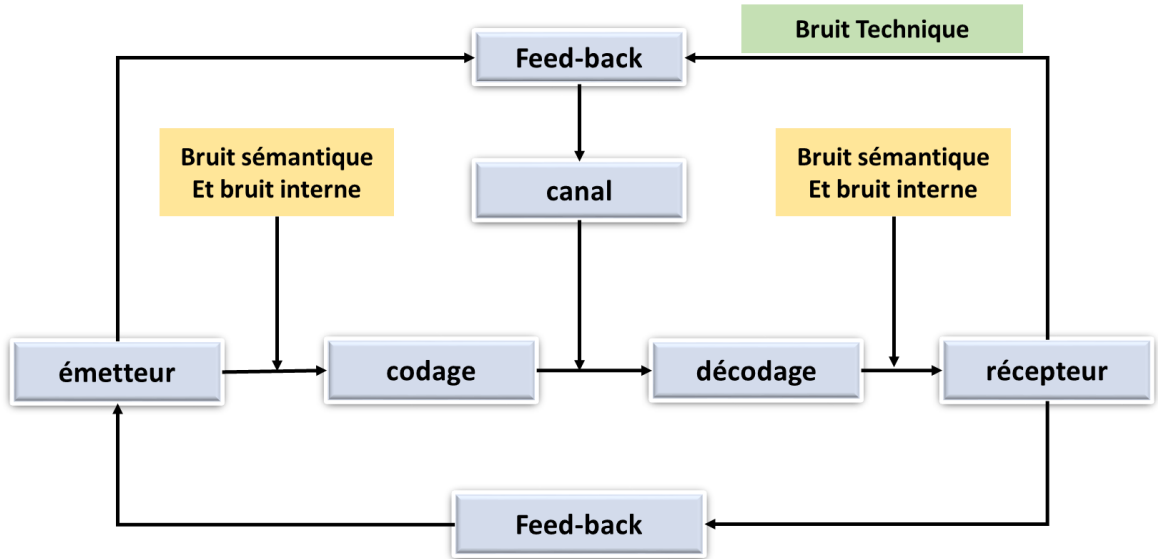 Bruit Technique
Feed-back
Bruit sémantique
Et bruit interne
canal
Bruit sémantique
Et bruit interne
émetteur
codage
décodage
récepteur
Feed-back